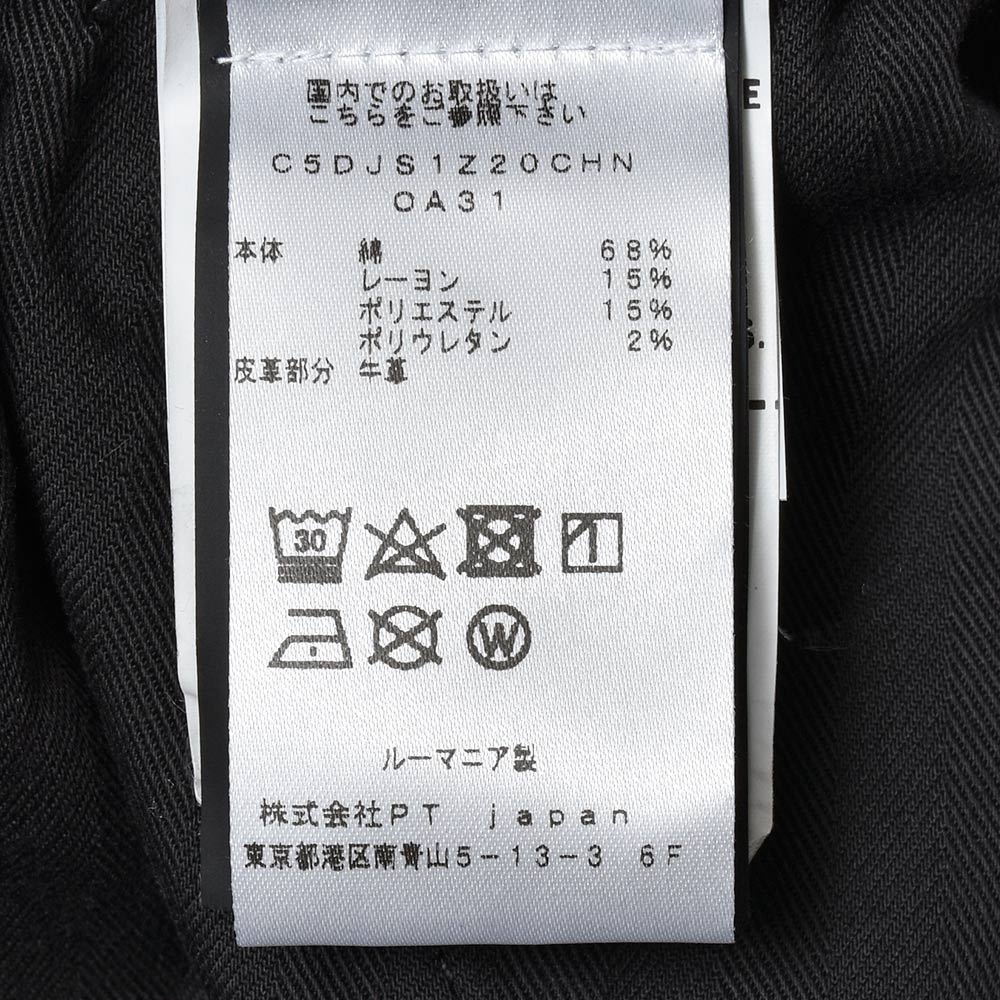 国内でのお取扱いは
こちらをご参照下さい
C5DJS1Z20CHN
OA31
本体 綿 68%
レーヨン 15%
ポリエステル 15%
ポリウレタン 2%
皮革部分 牛革
30
W
ルーマニア製
株式会社PT japan
東京都港区南青山5-13-3 6F
E